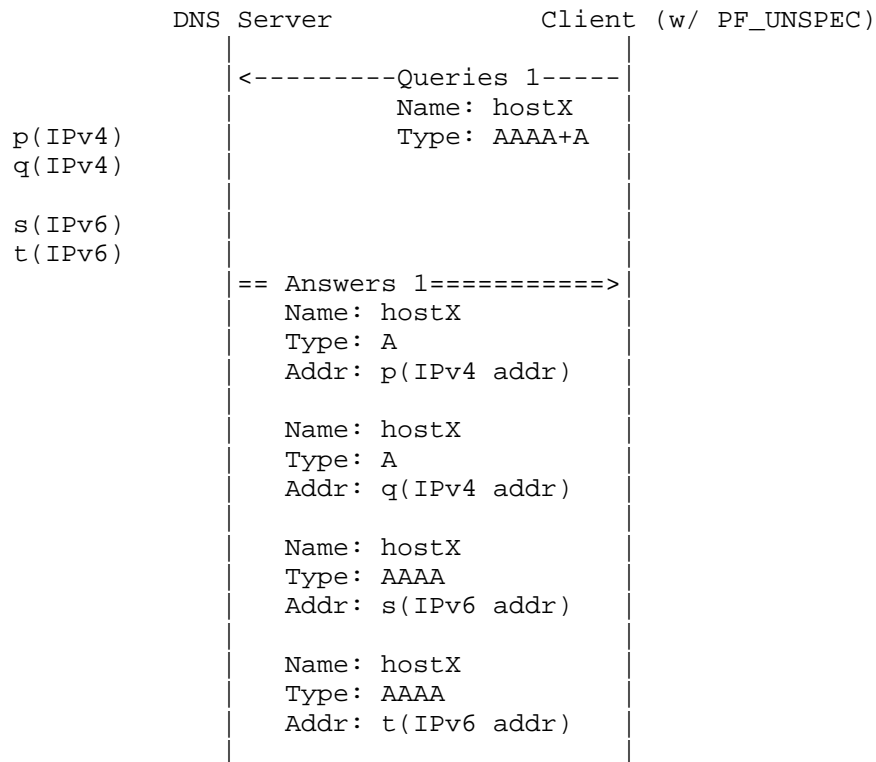 DNS Server Client (w/ PF_UNSPEC)
<---------Queries 1-----
Name: hostX
p(IPv4) Type: AAAA+A
q(IPv4)
s(IPv6)
t(IPv6)
== Answers 1===========>
Name: hostX
Type: A
Addr: p(IPv4 addr)
Name: hostX
Type: A
Addr: q(IPv4 addr)
Name: hostX
Type: AAAA
Addr: s(IPv6 addr)
Name: hostX
Type: AAAA
Addr: t(IPv6 addr)